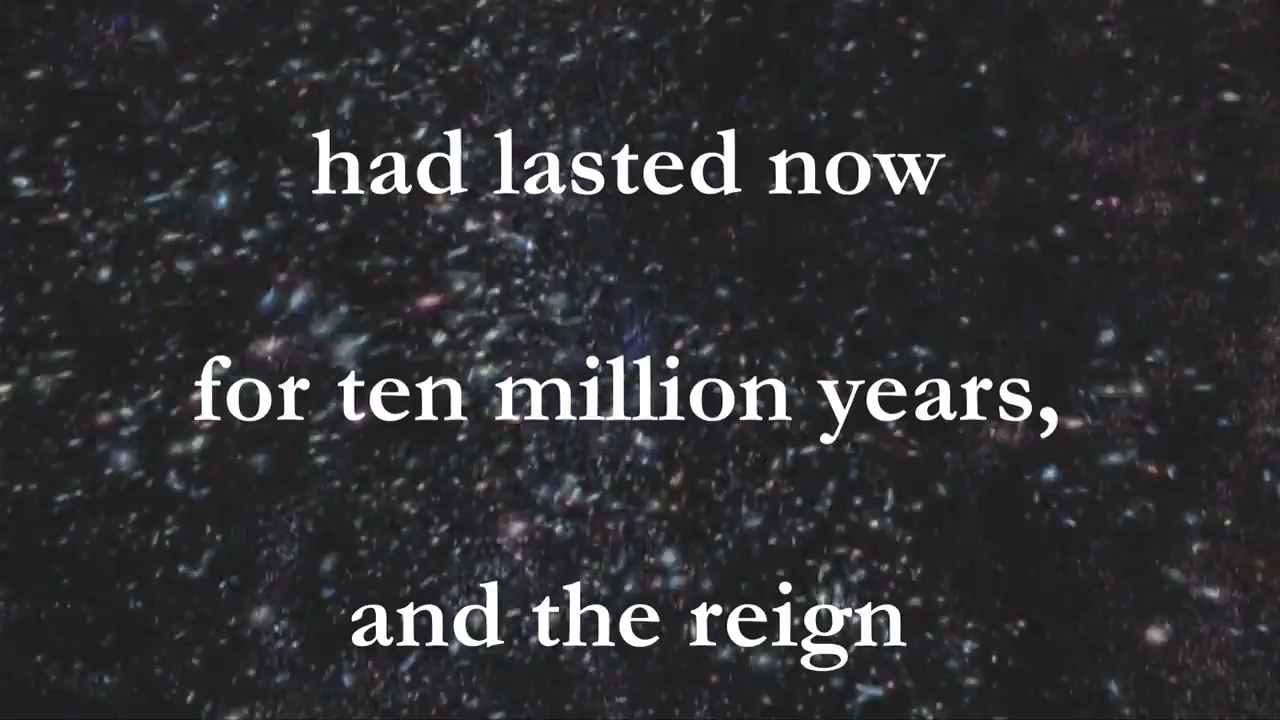 had lasted now
for ten million years,
and the reign